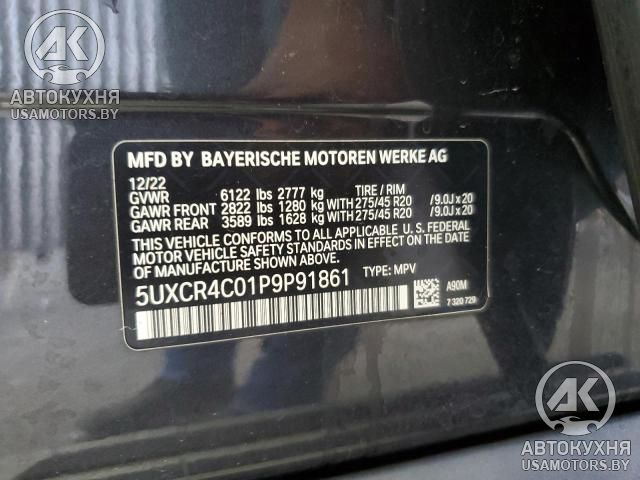 АК
АВТОКУХНЯ
USAMOTORS.BY
MFD BY BAYERISCHE MOTOREN WERKE AG
12/22
GVWR 6122 lbs 2777 kg TIRE / RIM
GAWR FRONT 2822 lbs 1280 kg WITH 275/45 R20 /9.0J x 20
GAWR REAR 3589 lbs 1628 kg WITH 275/45 R20 /9.0J x 20
THIS VEHICLE CONFORMS TO ALL APPLICABLE U. S. FEDERAL
MOTOR VEHICLE SAFETY STANDARDS IN EFFECT ON THE DATE OF
MANUFACTURE SHOWN ABOVE.
5UXCR4C01P9P91861 TYPE: MPV
A90M
7 320 729
АК
АВТОКУХНЯ
USAMOTORS.BY